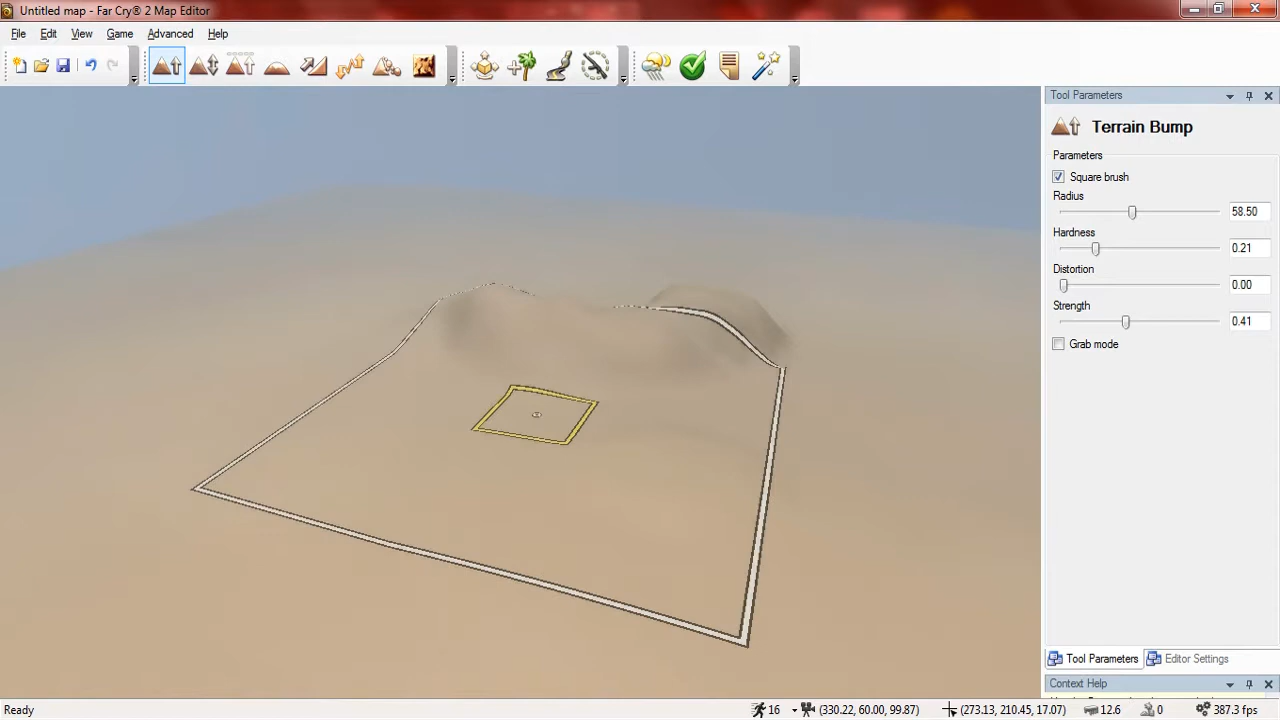 Untitled map - Far Cry® 2 Map Editor
File Edit View Game Help
Tool Parameters
Terrain Bump
Parameters
Square brush
Radius
58.50
Hardness
0.21
Distortion
0.00
Strength
0.41
Grab mode
Tool Parameters Editor Settings
Context Help
Ready 16 (330.22, 60.00, 99.87) (273.13, 210.45, 17.07) 12.6 0 387.3 fps